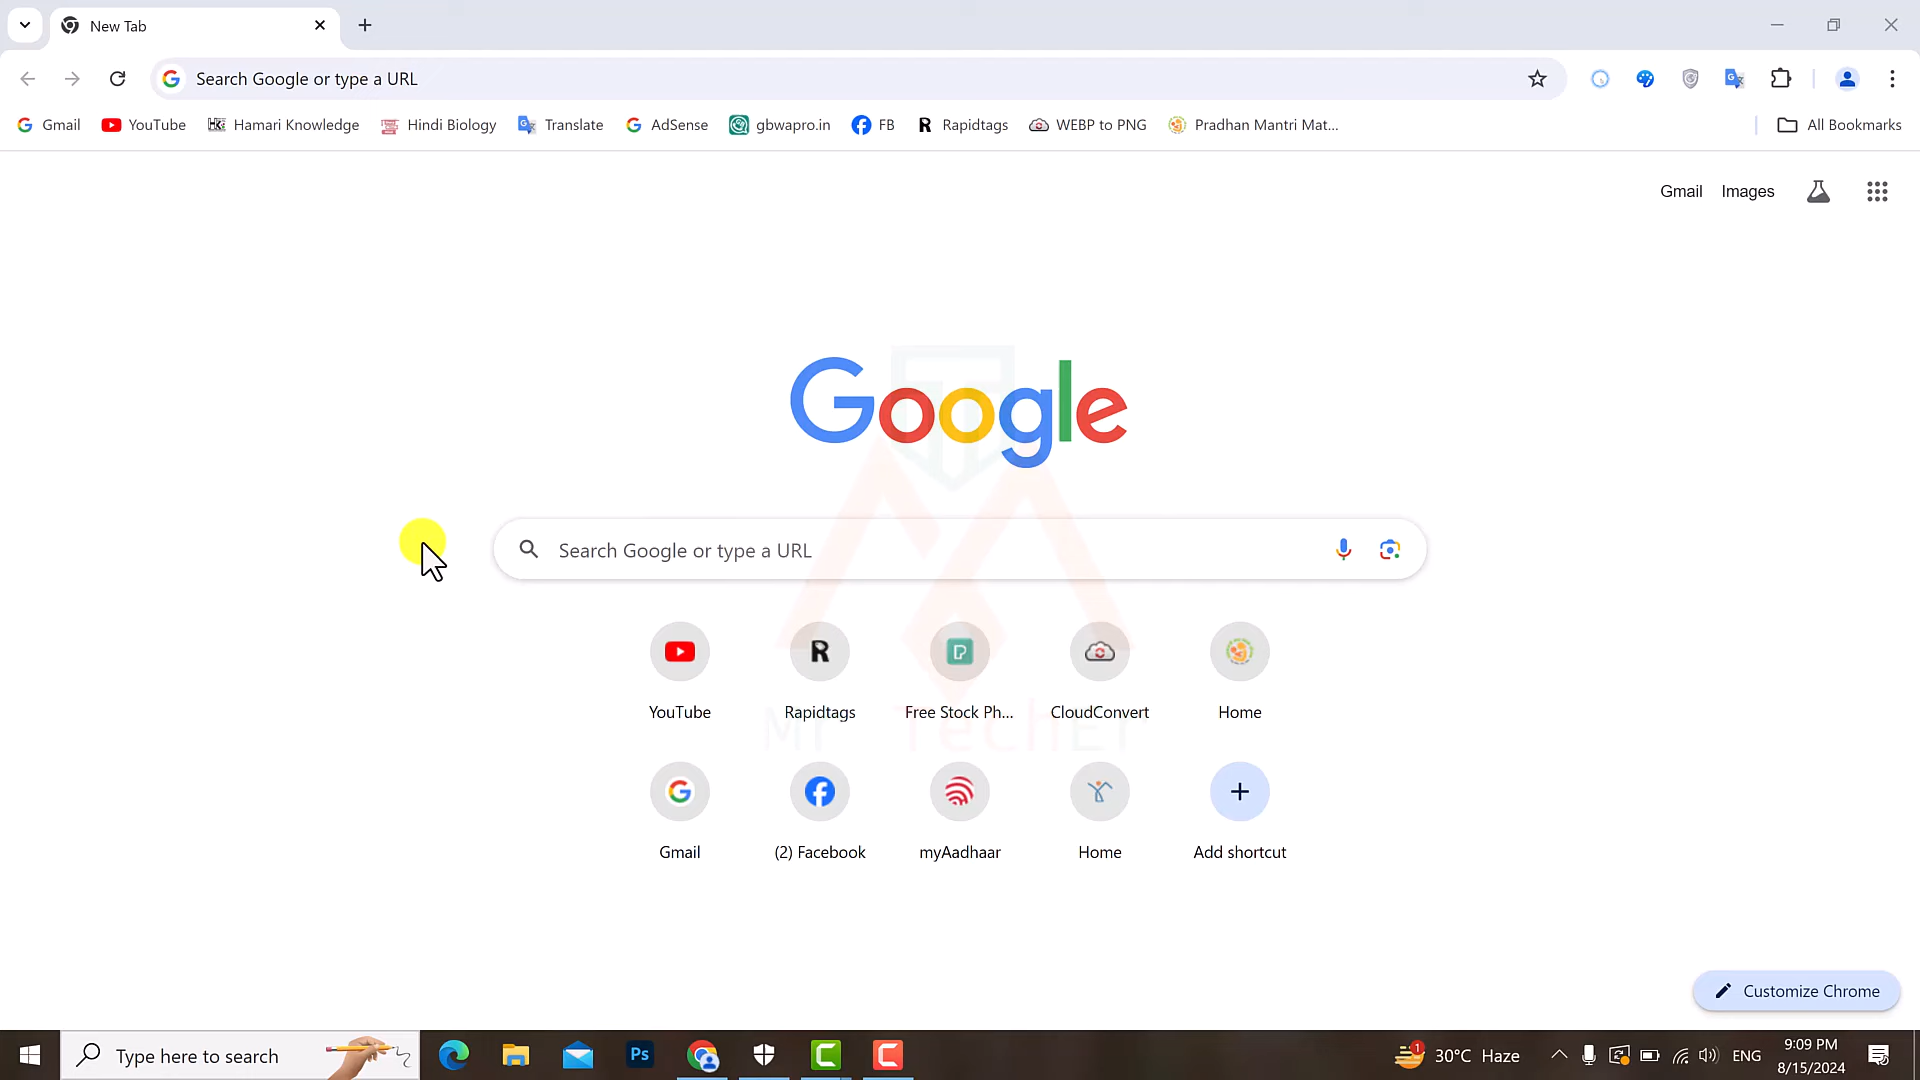 New Tab
Search Google or type a URL
Gmail YouTube Hamari Knowledge Hindi Biology Translate AdSense gbwapro.in FB Rapidtags WEBP to PNG Pradhan Mantri Mat... All Bookmarks
Gmail Images
Google
Search Google or type a URL
YouTube Rapidtags Free Stock Ph... CloudConvert Home
Mr TechET
Gmail (2) Facebook myAadhaar Home Add shortcut
Customize Chrome
Type here to search
Ps
1
30°C Haze
ENG
9:09 PM
8/15/2024